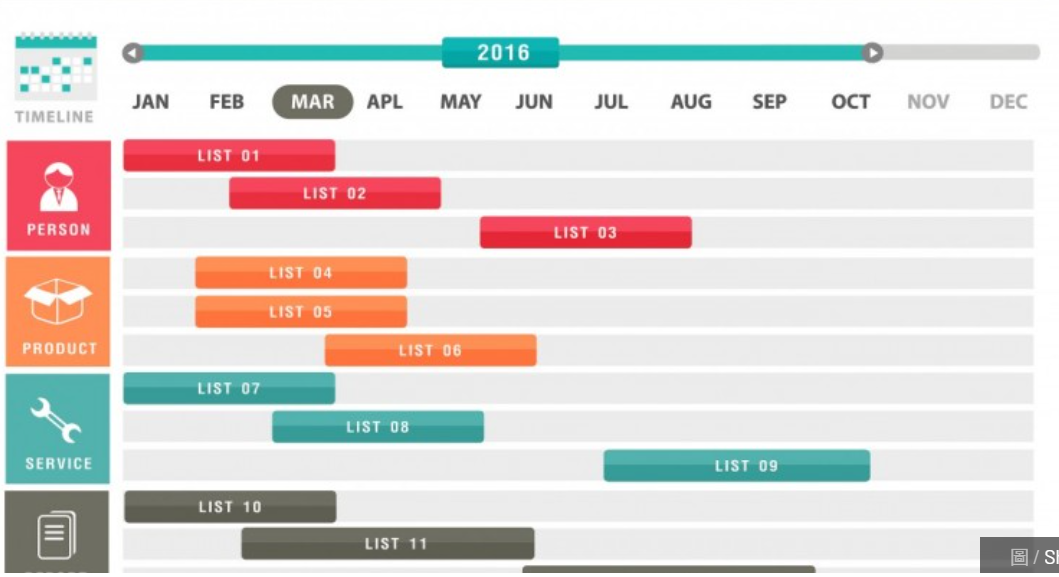 2016
JAN FEB MAR APL MAY JUN JUL AUG SEP OCT NOV DEC
TIMELINE
LIST 01
LIST 02
LIST 03
PERSON
LIST 04
LIST 05
LIST 06
PRODUCT
LIST 07
LIST 08
LIST 09
SERVICE
LIST 10
LIST 11
圖 / Sh